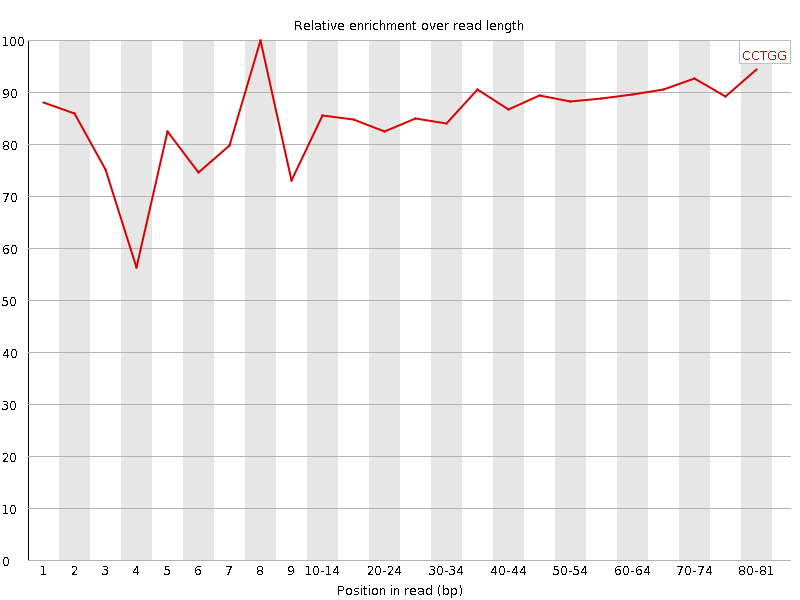 Relative enrichment over read length
100
CCTGG
90
80
70
60
50
40
30
20
10
0
1 2 3 4 5 6 7 8 9 10-14 20-24 30-34 40-44 50-54 60-64 70-74 80-81
Position in read (bp)